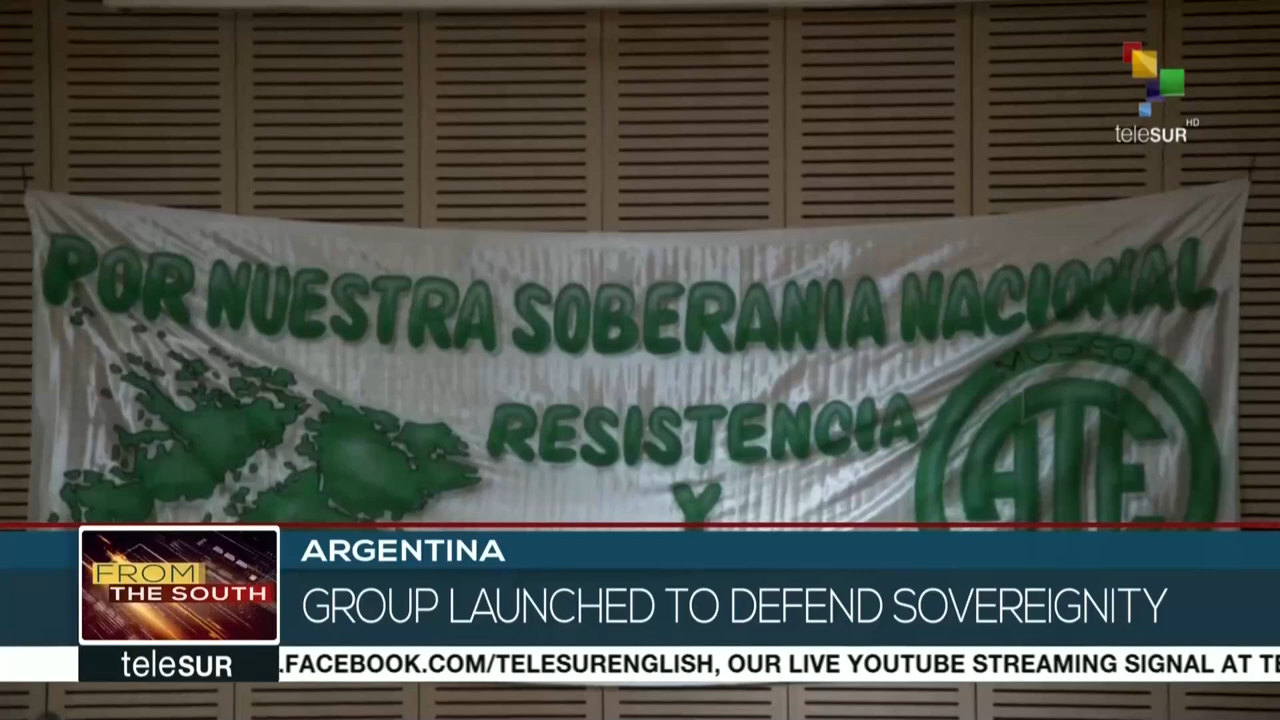 teleSUR HD
POR NUESTRA SOBERANIA NACIONAL
RESISTENCIA
Y
ATE
ARGENTINA
FROM
THE SOUTH
GROUP LAUNCHED TO DEFEND SOVEREIGNITY
teleSUR
.FACEBOOK.COM/TELESURENGLISH, OUR LIVE YOUTUBE STREAMING SIGNAL AT TE